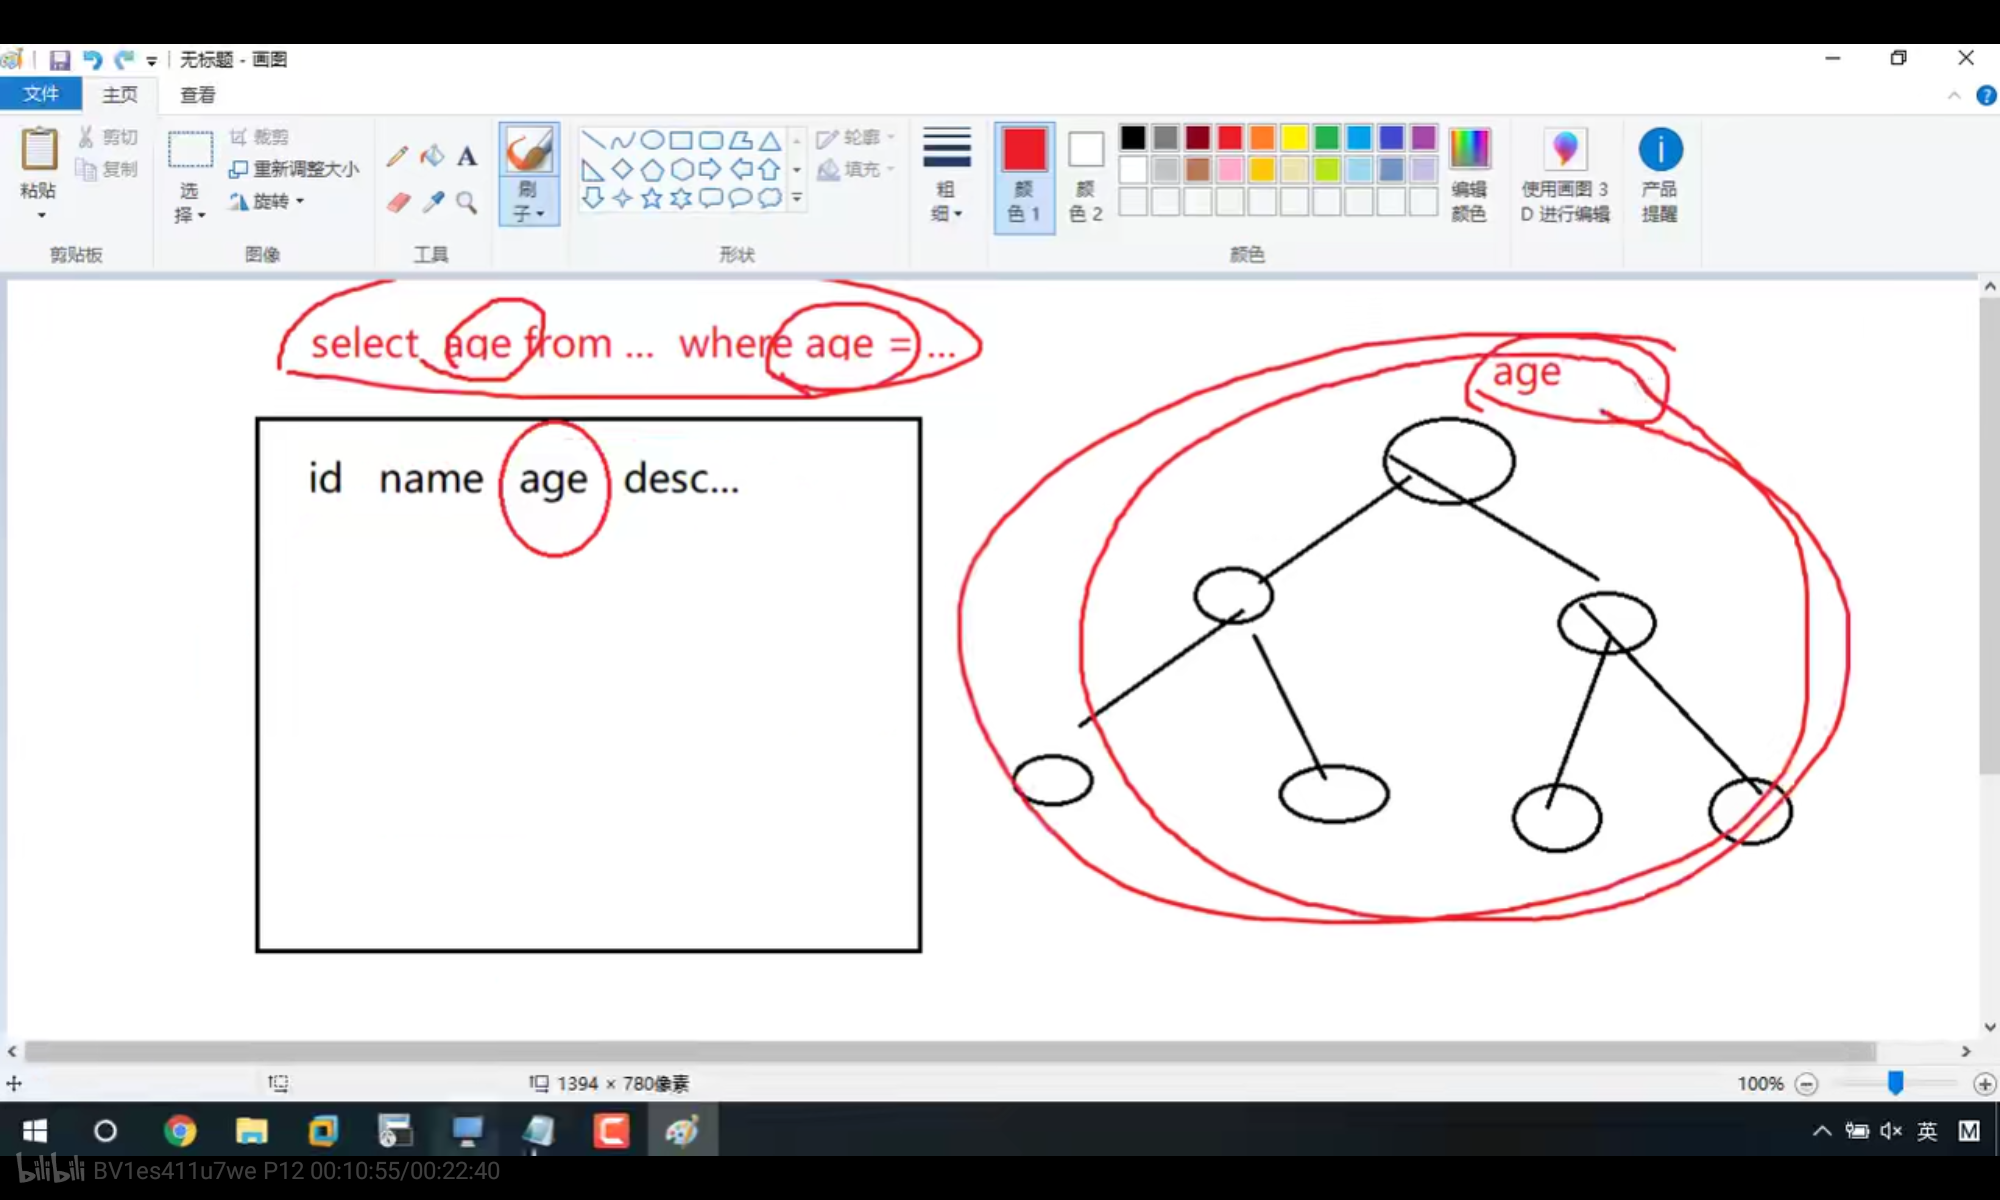 无标题 - 画图
文件 主页 查看
粘贴 剪切 复制
剪贴板
选择 裁剪 重新调整大小 旋转
图像
A
工具
刷子
形状
轮廓 填充
粗细
颜色 1
颜色 2
编辑颜色
颜色
使用画图 3D 进行编辑
产品提醒
select age from ... where age = ...
age
id name age desc...
1394 × 780像素
100%
英 M
bilibili BV1es411u7we P12 00:10:55/00:22:40